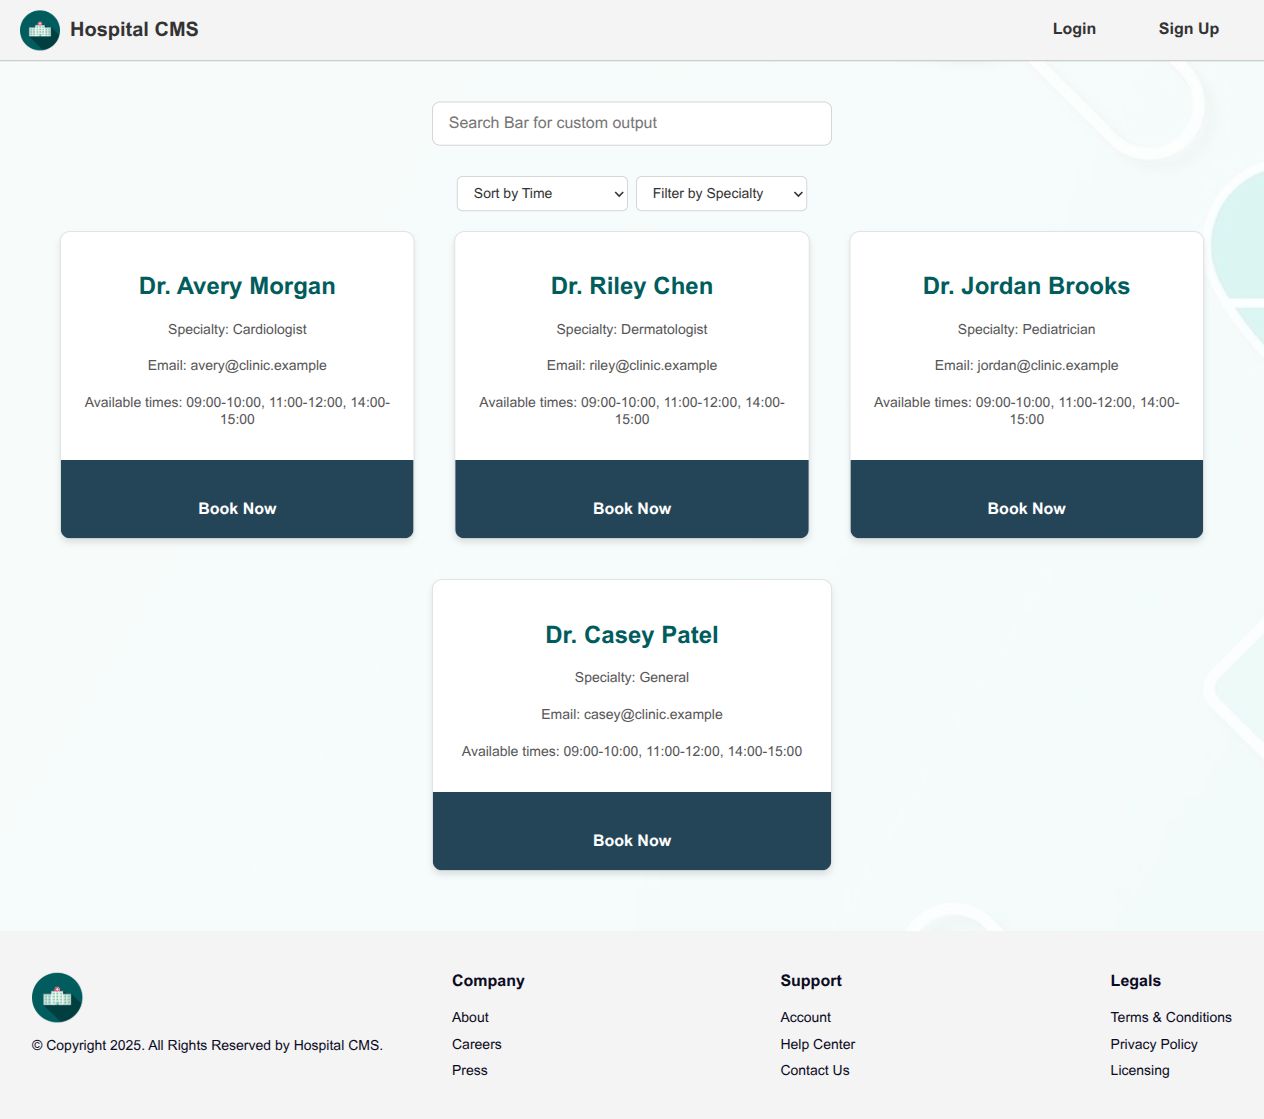 Hospital CMS
Login
Sign Up
Search Bar for custom output
Sort by Time
Filter by Specialty
Dr. Avery Morgan
Specialty: Cardiologist
Email: avery@clinic.example
Available times: 09:00-10:00, 11:00-12:00, 14:00-
15:00
Book Now
Dr. Riley Chen
Specialty: Dermatologist
Email: riley@clinic.example
Available times: 09:00-10:00, 11:00-12:00, 14:00-
15:00
Book Now
Dr. Jordan Brooks
Specialty: Pediatrician
Email: jordan@clinic.example
Available times: 09:00-10:00, 11:00-12:00, 14:00-
15:00
Book Now
Dr. Casey Patel
Specialty: General
Email: casey@clinic.example
Available times: 09:00-10:00, 11:00-12:00, 14:00-15:00
Book Now
© Copyright 2025. All Rights Reserved by Hospital CMS.
Company
About
Careers
Press
Support
Account
Help Center
Contact Us
Legals
Terms & Conditions
Privacy Policy
Licensing